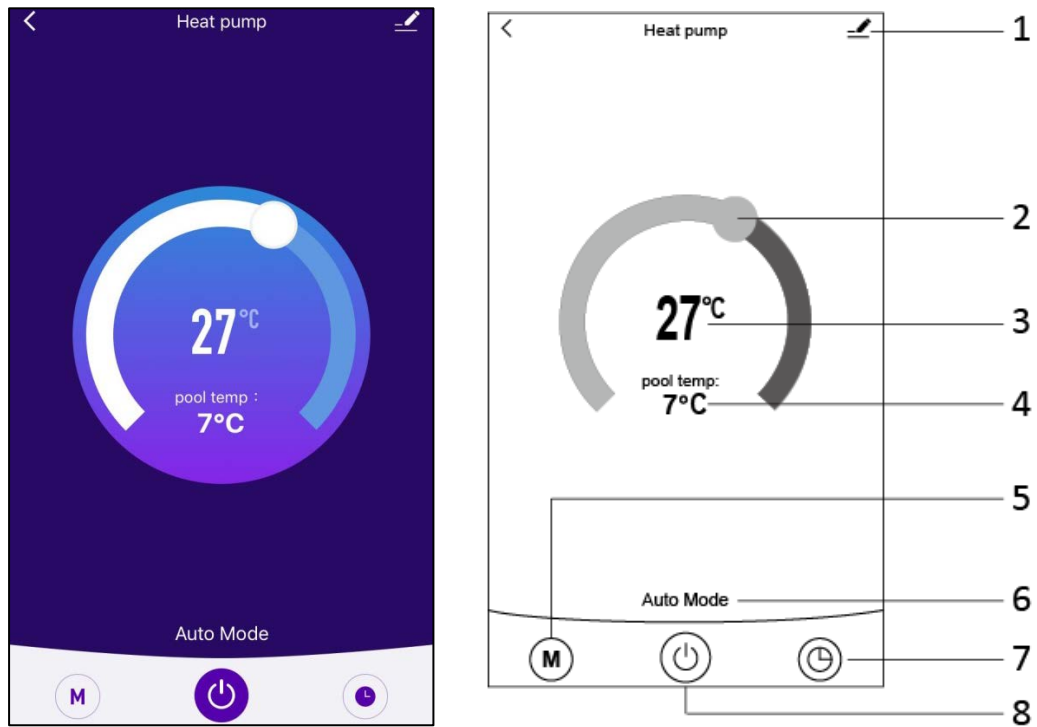 Heat pump
27°C
pool temp :
7°C
Auto Mode
M
Heat pump
1
2
27°C
3
pool temp:
7°C
4
5
Auto Mode
6
M
7
8